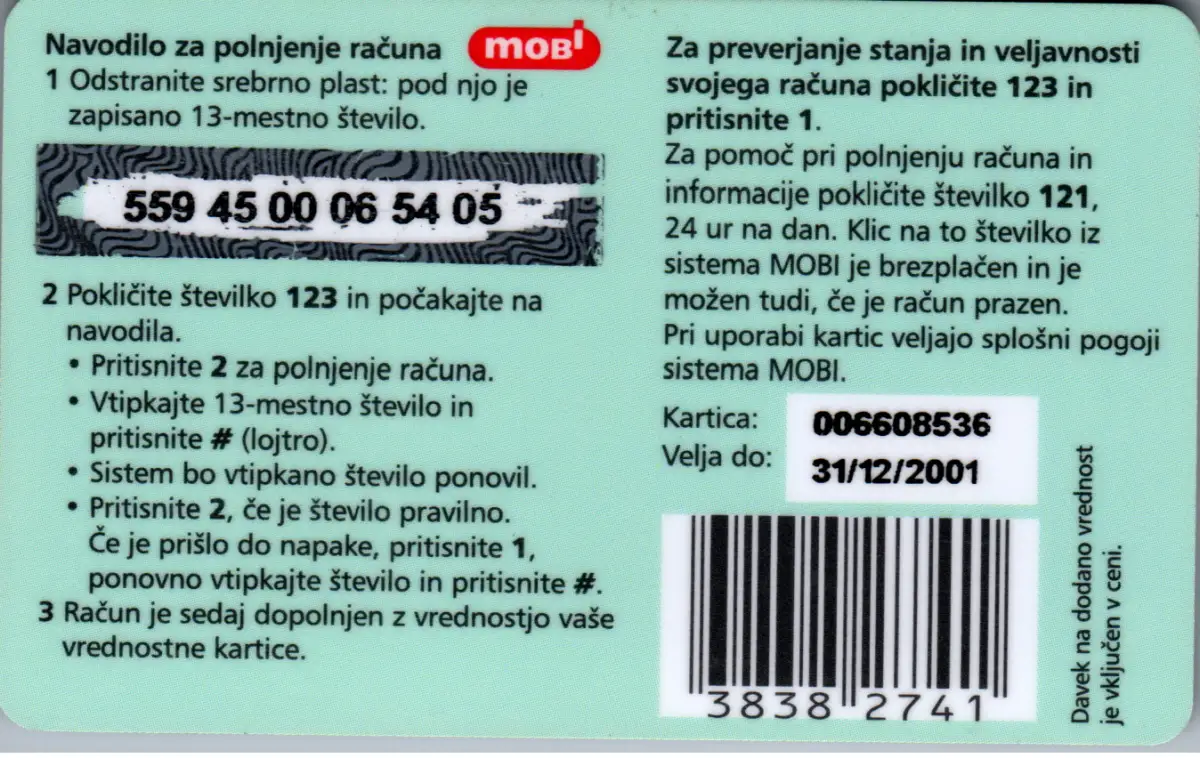 Navodilo za polnjenje računa
MOBI
1 Odstranite srebrno plast: pod njo je
zapisano 13-mestno število.
559 45 00 06 54 05
2 Pokličite številko 123 in počakajte na
navodila.
• Pritisnite 2 za polnjenje računa.
• Vtipkajte 13-mestno število in
pritisnite # (lojtro).
• Sistem bo vtipkano število ponovil.
• Pritisnite 2, če je število pravilno.
Če je prišlo do napake, pritisnite 1,
ponovno vtipkajte število in pritisnite #.
3 Račun je sedaj dopolnjen z vrednostjo vaše
vrednostne kartice.
Za preverjanje stanja in veljavnosti
svojega računa pokličite 123 in
pritisnite 1.
Za pomoč pri polnjenju računa in
informacije pokličite številko 121,
24 ur na dan. Klic na to številko iz
sistema MOBI je brezplačen in je
možen tudi, če je račun prazen.
Pri uporabi kartic veljajo splošni pogoji
sistema MOBI.
Kartica: 006608536
Velja do: 31/12/2001
3838 2741
Davek na dodano vrednost
je vključen v ceni.